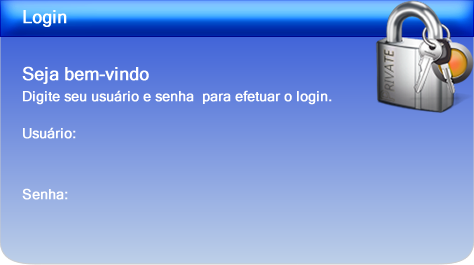 Login
Seja bem-vindo
Digite seu usuário e senha para efetuar o login.
PRIVATE
Usuário:
Senha: